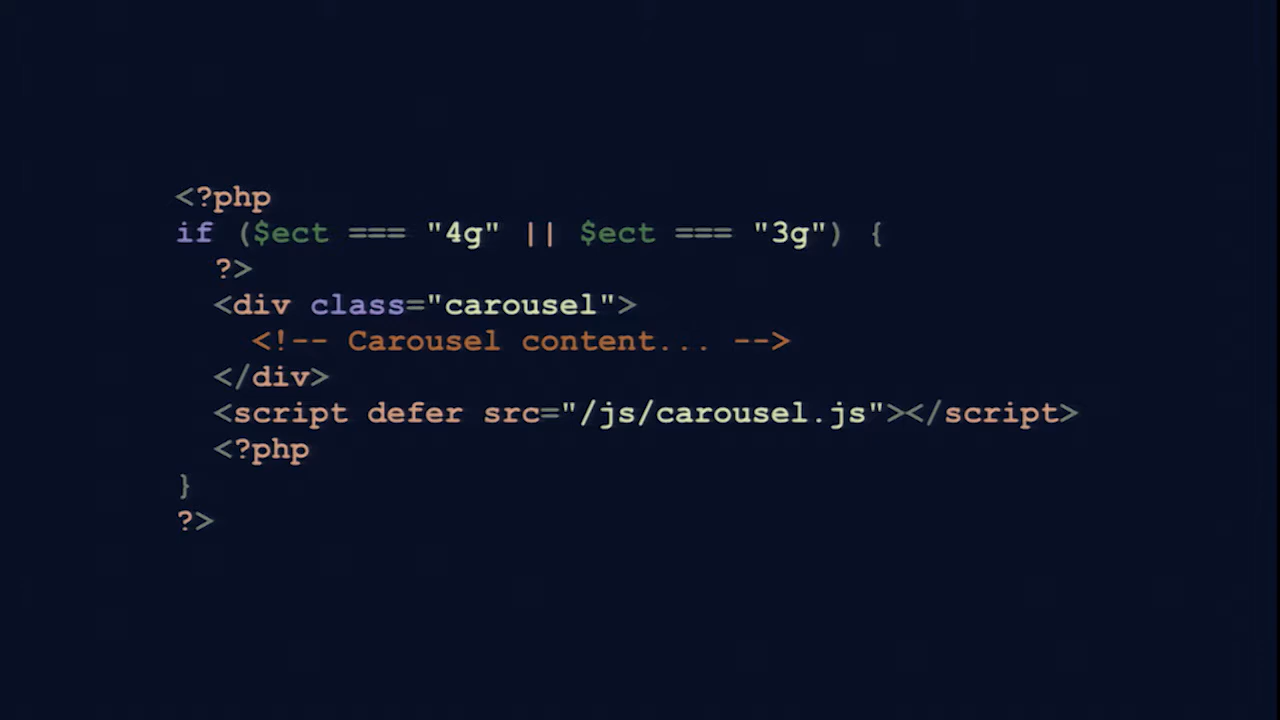 <?php
if ($ect === "4g" || $ect === "3g") {
  ?>
  <div class="carousel">
    <!-- Carousel content... -->
  </div>
  <script defer src="/js/carousel.js"></script>
  <?php
}
?>